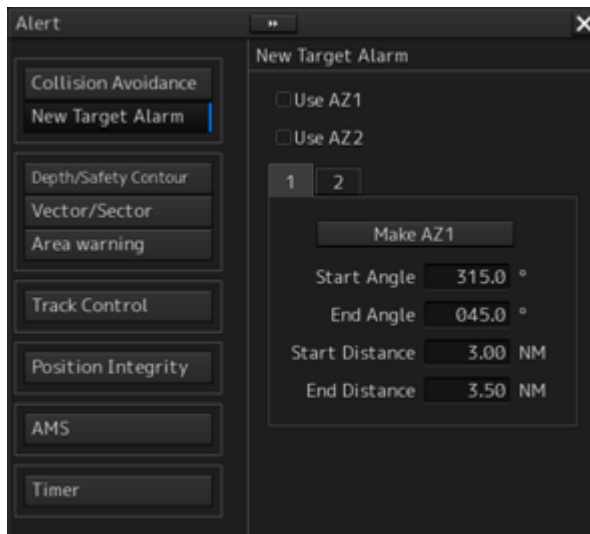 Alert
Collision Avoidance
New Target Alarm
Depth/Safety Contour
Vector/Sector
Area warning
Track Control
Position Integrity
AMS
Timer
New Target Alarm
Use AZ1
Use AZ2
1 2
Make AZ1
Start Angle 315.0 °
End Angle 045.0 °
Start Distance 3.00 NM
End Distance 3.50 NM